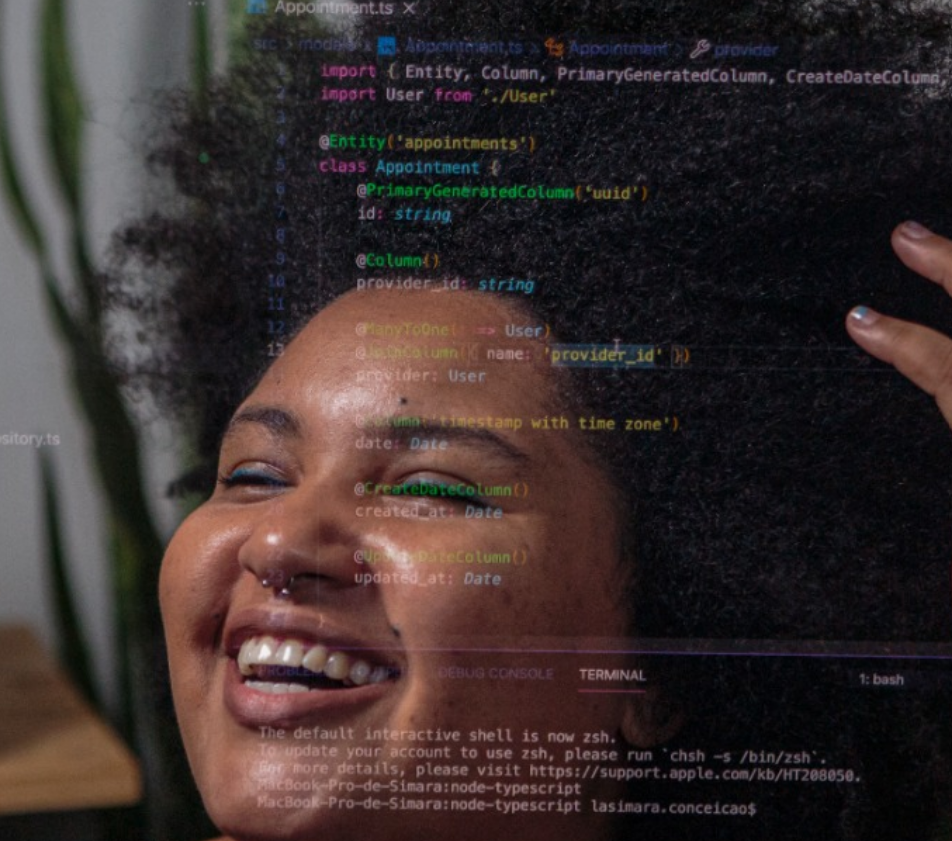 Appointment.ts ×
src > models > Appointment.ts > Appointment > provider
import { Entity, Column, PrimaryGeneratedColumn, CreateDateColumn,
2 import User from './User'
3
4 @Entity('appointments')
5 class Appointment {
6 @PrimaryGeneratedColumn('uuid')
7 id: string
8
9 @Column()
10 provider_id: string
11
12 @ManyToOne( => User)
13 @JoinColumn({ name: 'provider_id' })
provider: User
@Column('timestamp with time zone')
date: Date
@CreateDateColumn()
created_at: Date
@UpdateDateColumn()
updated_at: Date
sitory.ts
PROBLEMS DEBUG CONSOLE TERMINAL 1: bash
The default interactive shell is now zsh.
To update your account to use zsh, please run `chsh -s /bin/zsh`.
For more details, please visit https://support.apple.com/kb/HT208050.
MacBook-Pro-de-Simara:node-typescript
MacBook-Pro-de-Simara:node-typescript lasimara.conceicao$